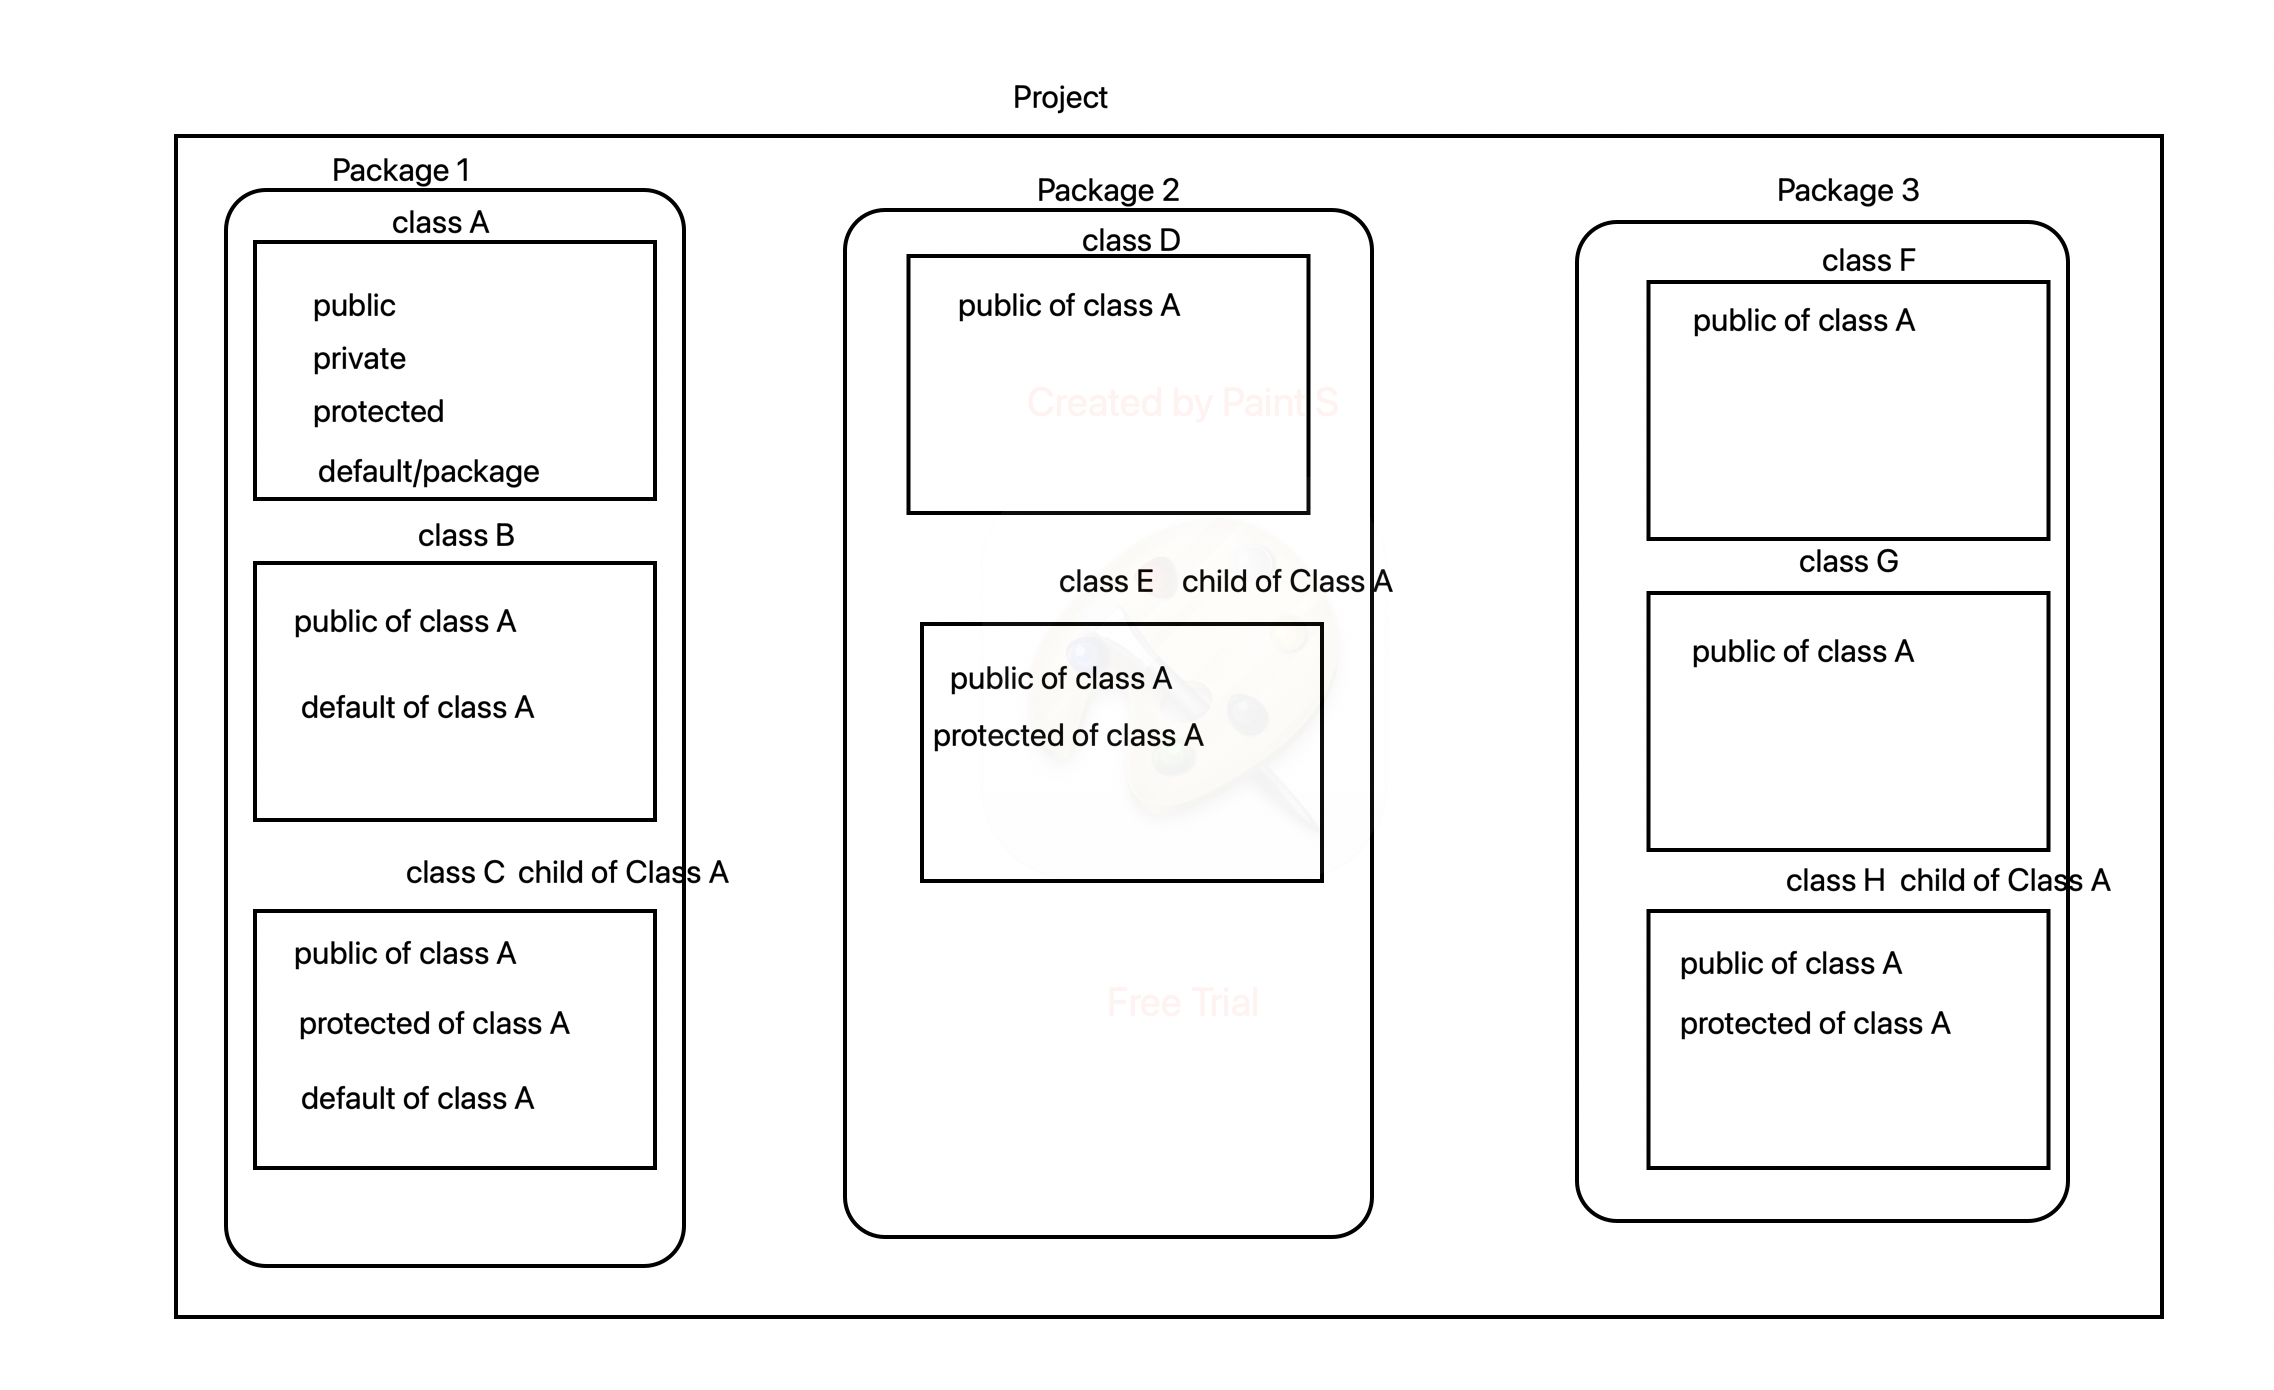 Project
Package 1
class A
public
private
protected
default/package
class B
public of class A
default of class A
class C child of Class A
public of class A
protected of class A
default of class A
Package 2
class D
public of class A
Created by Paint S
class E child of Class A
public of class A
protected of class A
Free Trial
Package 3
class F
public of class A
class G
public of class A
class H child of Class A
public of class A
protected of class A